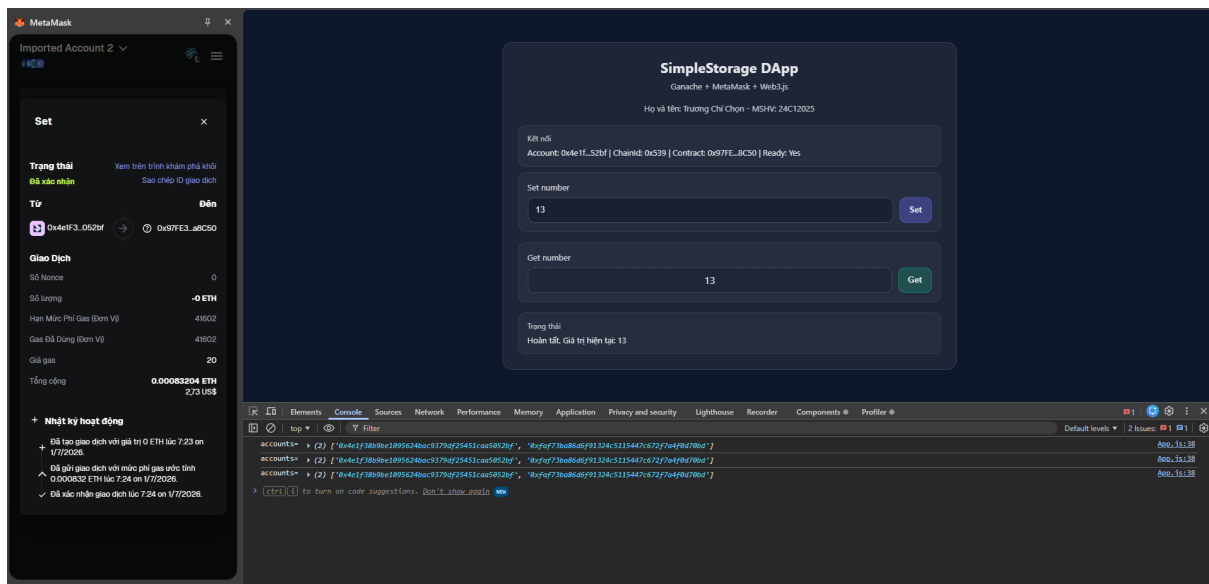 MetaMask
Imported Account 2
L
Set
Trạng thái Xem trên trình khám phá khối
Đã xác nhận Sao chép ID giao dịch
Từ Đến
0x4e1F3..052bf 0x97FE3..a8C50
Giao Dịch
Số Nonce 0
Số lượng -0 ETH
Hạn Mức Phí Gas (Đơn Vị) 41602
Gas Đã Dùng (Đơn Vị) 41602
Giá gas 20
Tổng cộng 0.00083204 ETH
2,73 US$
Nhật ký hoạt động
Đã tạo giao dịch với giá trị 0 ETH lúc 7:23 on
1/7/2026.
Đã gửi giao dịch với mức phí gas ước tính
0.000832 ETH lúc 7:24 on 1/7/2026.
Đã xác nhận giao dịch lúc 7:24 on 1/7/2026.
SimpleStorage DApp
Ganache + MetaMask + Web3.js
Họ và tên: Trương Chí Chọn - MSHV: 24C12025
Kết nối
Account: 0x4e1f...52bf | ChainId: 0x539 | Contract: 0x97FE...8C50 | Ready: Yes
Set number
13 Set
Get number
13 Get
Trạng thái
Hoàn tất. Giá trị hiện tại: 13
Elements Console Sources Network Performance Memory Application Privacy and security Lighthouse Recorder Components Profiler 1
top Filter Default levels 2 Issues: 1 1
accounts= (2) ['0x4e1f38b9be1095624bac9379df25451caa5052bf', '0xfaf73ba86d6f91324c5115447c672f7a4f0d70bd'] App.js:38
accounts= (2) ['0x4e1f38b9be1095624bac9379df25451caa5052bf', '0xfaf73ba86d6f91324c5115447c672f7a4f0d70bd'] App.js:38
accounts= (2) ['0x4e1f38b9be1095624bac9379df25451caa5052bf', '0xfaf73ba86d6f91324c5115447c672f7a4f0d70bd'] App.js:38
ctrl i to turn on code suggestions. Don't show again NEW